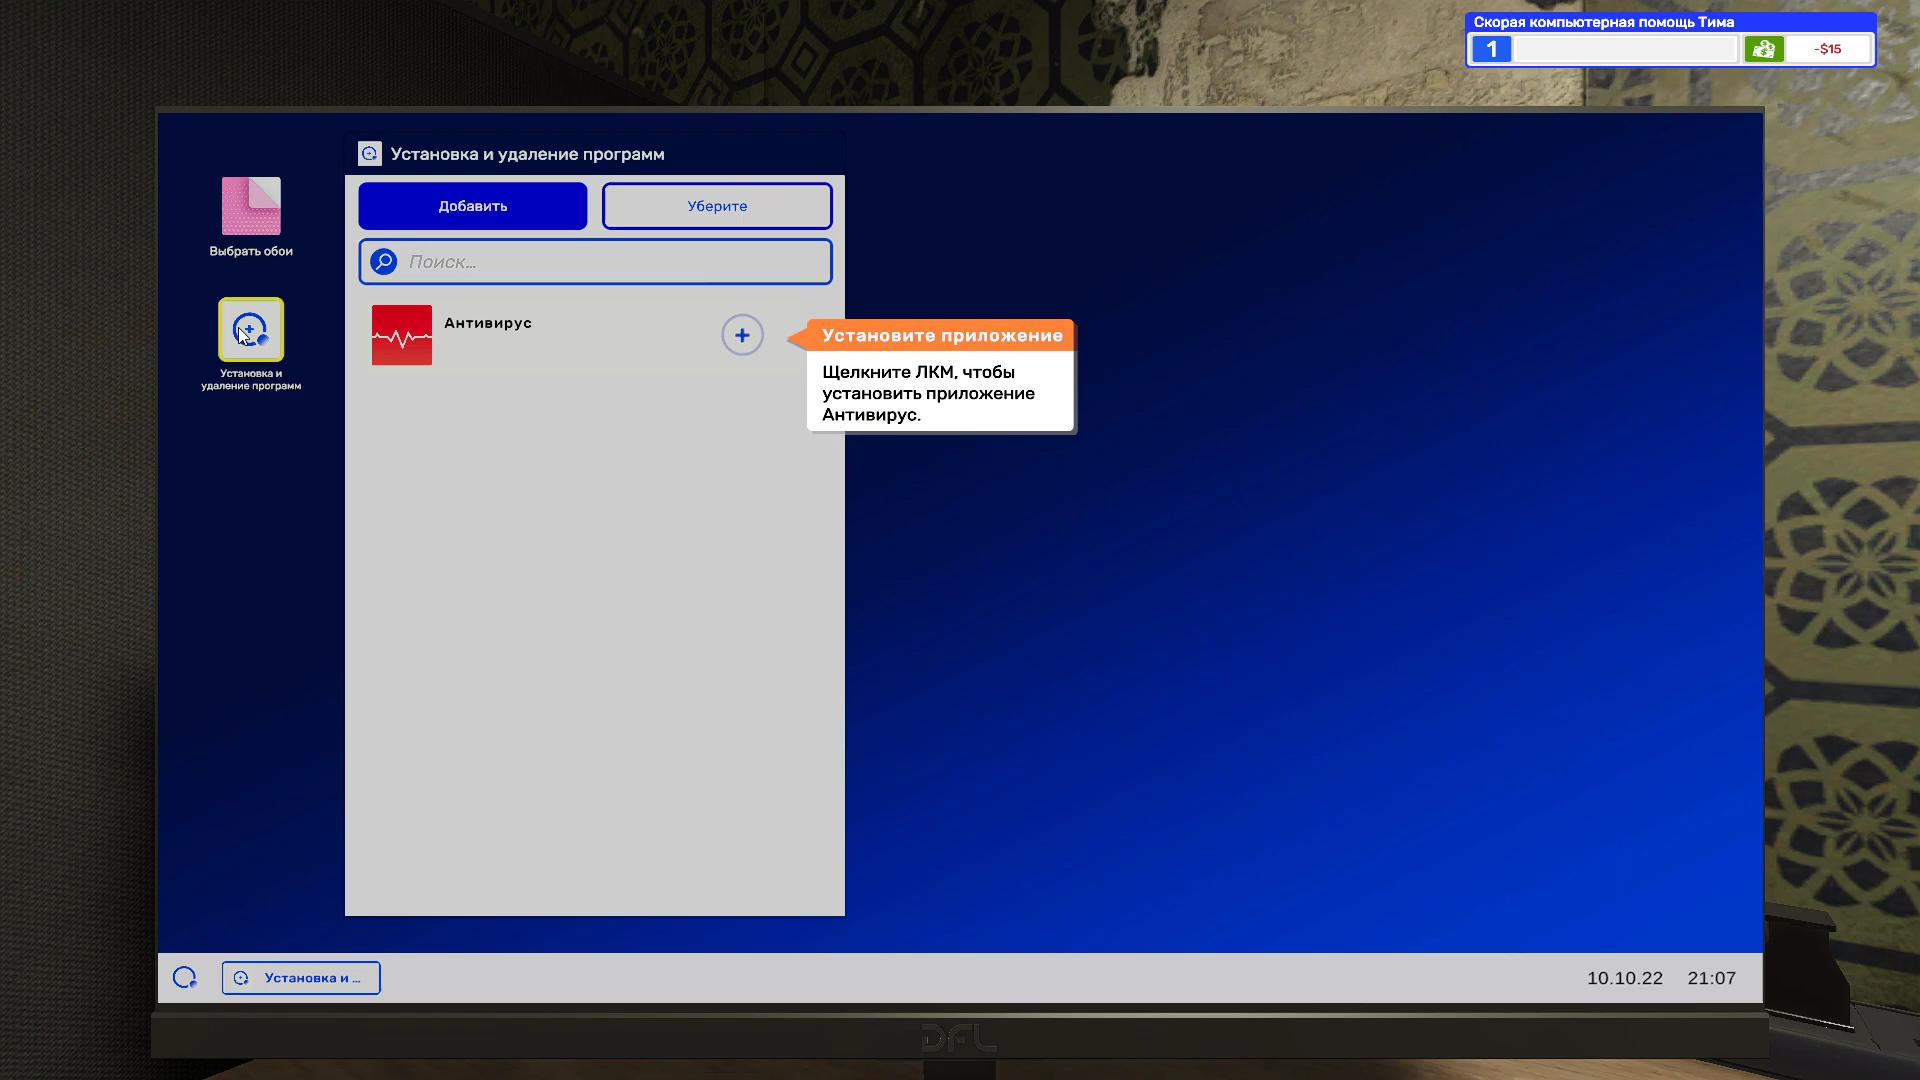 Скорая компьютерная помощь Тима
1
-$15
Установка и удаление программ
Добавить
Уберите
Поиск...
Выбрать обои
Антивирус
Установите приложение
Щелкните ЛКМ, чтобы
установить приложение
Антивирус.
Установка и
удаление программ
Установка и ...
10.10.22
21:07
DFL